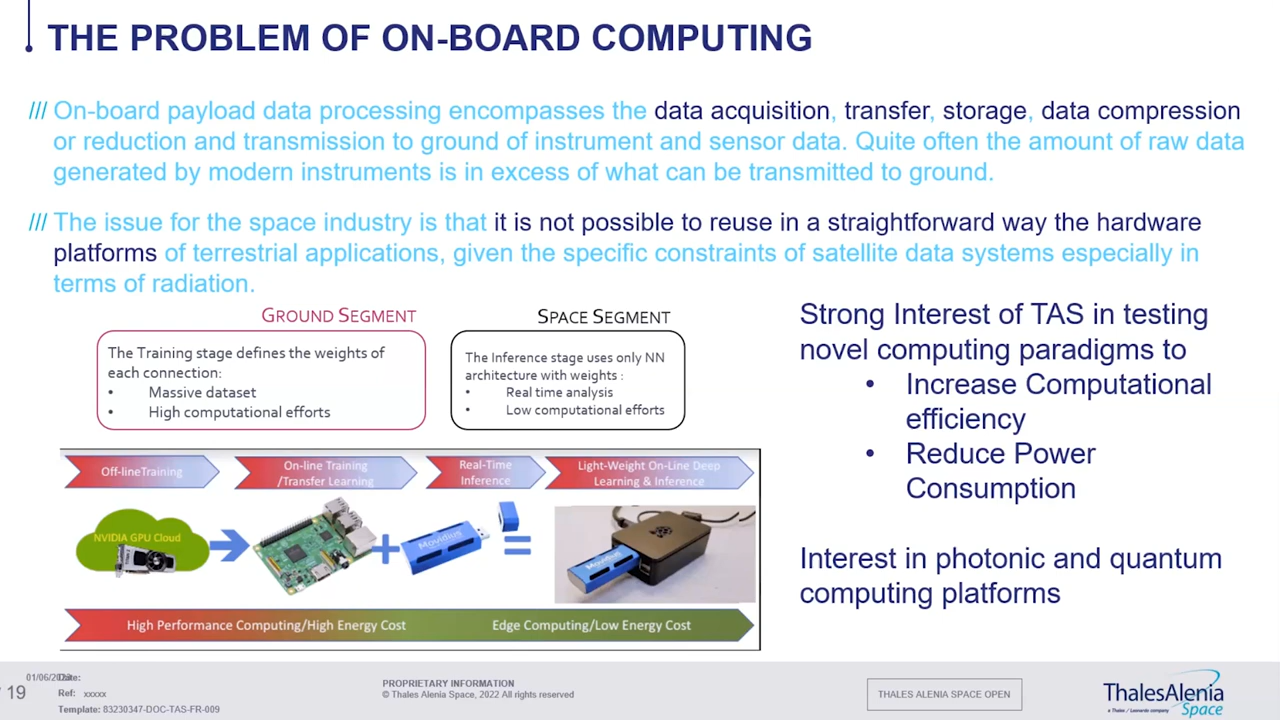 THE PROBLEM OF ON-BOARD COMPUTING
/// On-board payload data processing encompasses the data acquisition, transfer, storage, data compression
or reduction and transmission to ground of instrument and sensor data. Quite often the amount of raw data
generated by modern instruments is in excess of what can be transmitted to ground.
/// The issue for the space industry is that it is not possible to reuse in a straightforward way the hardware
platforms of terrestrial applications, given the specific constraints of satellite data systems especially in
terms of radiation.
GROUND SEGMENT
The Training stage defines the weights of
each connection:
• Massive dataset
• High computational efforts
SPACE SEGMENT
The Inference stage uses only NN
architecture with weights :
• Real time analysis
• Low computational efforts
Off-lineTraining
On-line Training
/Transfer Learning
Real-Time
Inference
Light-Weight On-Line Deep
Learning & Inference
NVIDIA GPU Cloud
Movidius
Movidius
High Performance Computing/High Energy Cost
Edge Computing/Low Energy Cost
Strong Interest of TAS in testing
novel computing paradigms to
• Increase Computational
efficiency
• Reduce Power
Consumption
Interest in photonic and quantum
computing platforms
19
Date:
Ref: xxxxx
Template: 83230347-DOC-TAS-FR-009
PROPRIETARY INFORMATION
© Thales Alenia Space, 2022 All rights reserved
THALES ALENIA SPACE OPEN
ThalesAlenia
a Thales / Leonardo company
Space